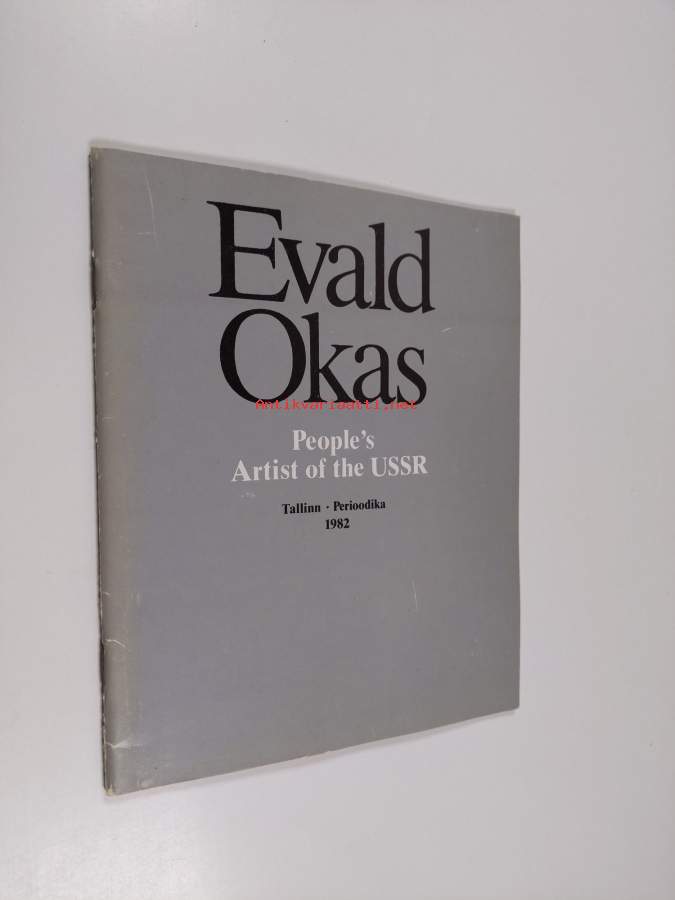 Evald
Okas
Antikvariaatti.net
People's
Artist of the USSR
Tallinn · Perioodika
1982